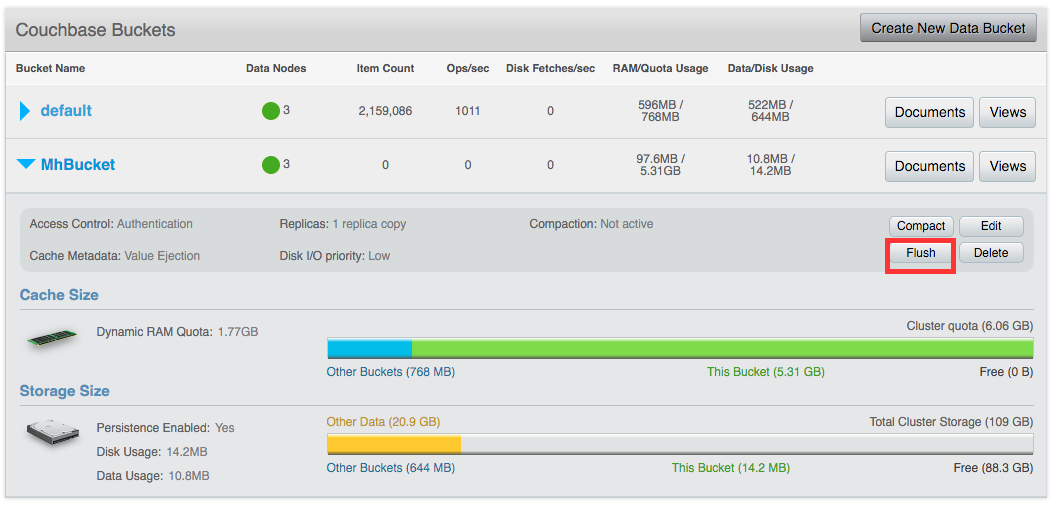 Couchbase Buckets Create New Data Bucket
Bucket Name Data Nodes Item Count Ops/sec Disk Fetches/sec RAM/Quota Usage Data/Disk Usage
default 3 2,159,086 1011 0 596MB / 768MB 522MB / 644MB Documents Views
MhBucket 3 0 0 0 97.6MB / 5.31GB 10.8MB / 14.2MB Documents Views
Access Control: Authentication Replicas: 1 replica copy Compaction: Not active Compact Edit
Cache Metadata: Value Ejection Disk I/O priority: Low Flush Delete
Cache Size
Dynamic RAM Quota: 1.77GB Cluster quota (6.06 GB)
Other Buckets (768 MB) This Bucket (5.31 GB) Free (0 B)
Storage Size
Persistence Enabled: Yes Other Data (20.9 GB) Total Cluster Storage (109 GB)
Disk Usage: 14.2MB
Other Buckets (644 MB) This Bucket (14.2 MB) Free (88.3 GB)
Data Usage: 10.8MB